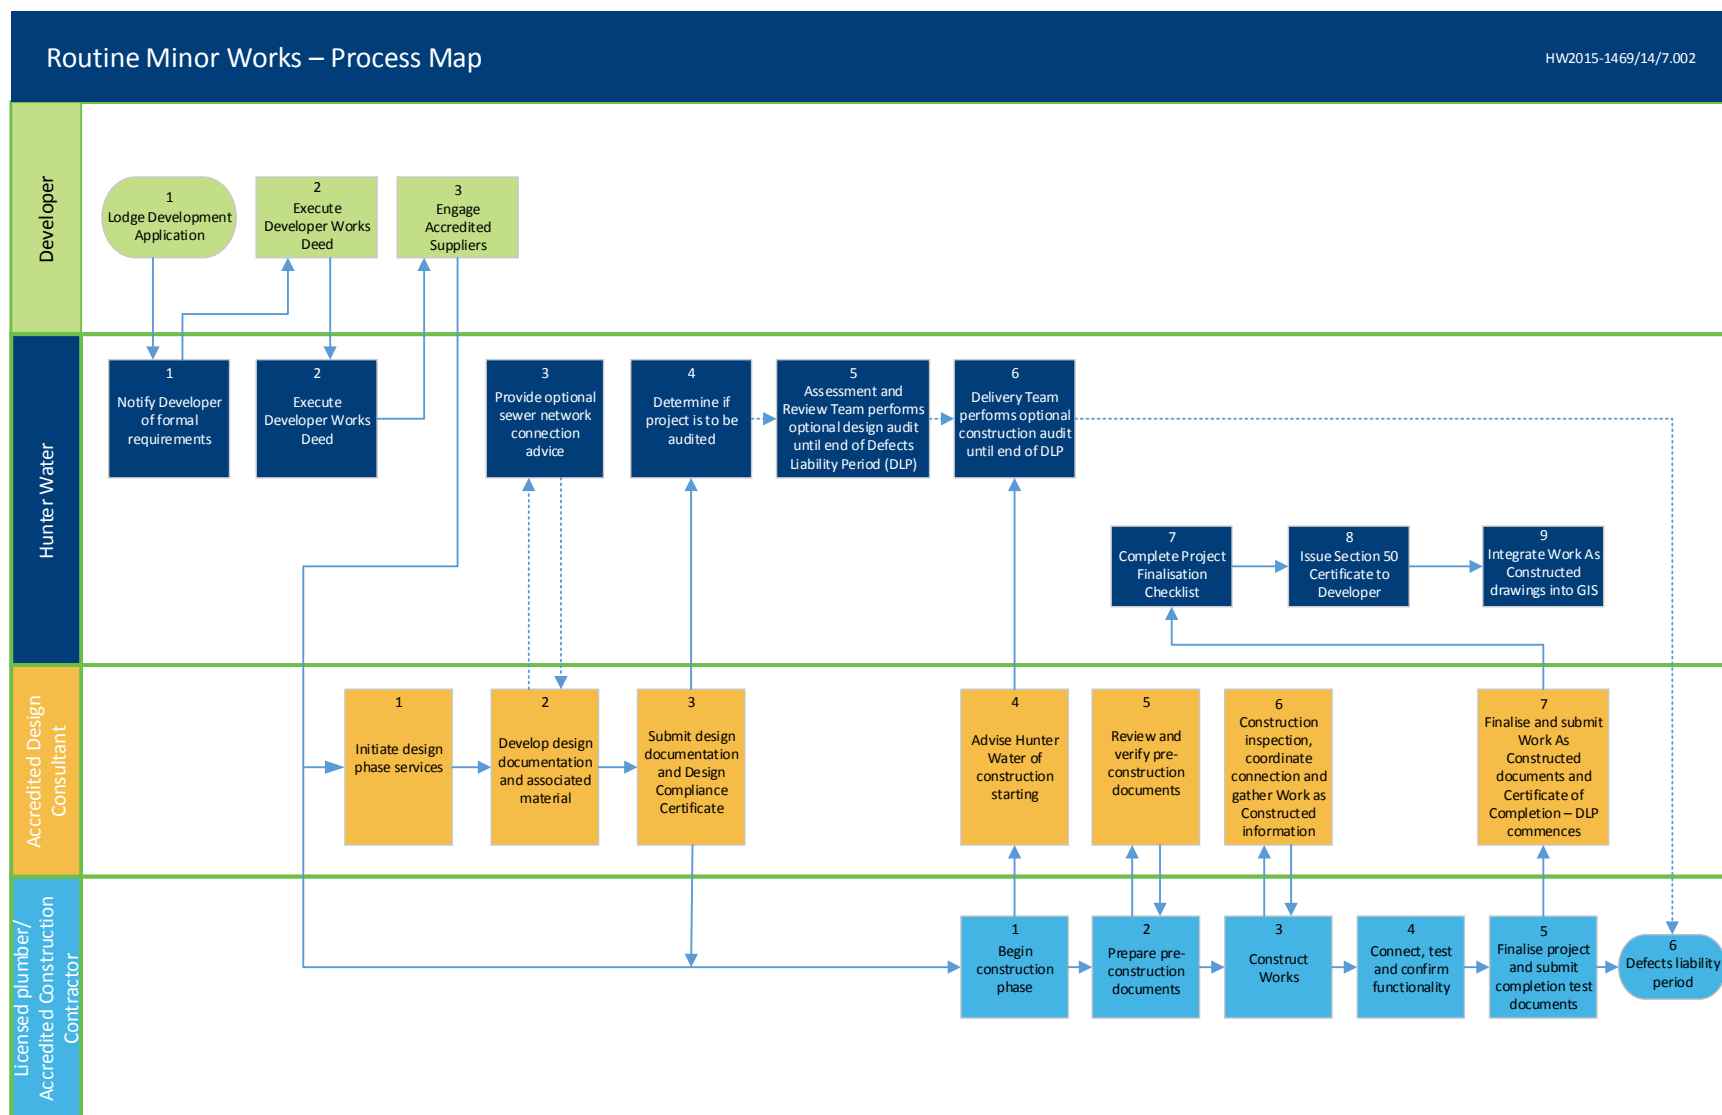 Routine Minor Works – Process Map
HW2015-1469/14/7.002
Developer
1
Lodge Development
Application
2
Execute
Developer Works
Deed
3
Engage
Accredited
Suppliers
Hunter Water
1
Notify Developer
of formal
requirements
2
Execute
Developer Works
Deed
3
Provide optional
sewer network
connection
advice
4
Determine if
project is to be
audited
5
Assessment and
Review Team performs
optional design audit
until end of Defects
Liability Period (DLP)
6
Delivery Team
performs optional
construction audit
until end of DLP
7
Complete Project
Finalisation
Checklist
8
Issue Section 50
Certificate to
Developer
9
Integrate Work As
Constructed
drawings into GIS
Accredited Design
Consultant
1
Initiate design
phase services
2
Develop design
documentation
and associated
material
3
Submit design
documentation
and Design
Compliance
Certificate
4
Advise Hunter
Water of
construction
starting
5
Review and
verify pre-
construction
documents
6
Construction
inspection,
coordinate
connection and
gather Work as
Constructed
information
7
Finalise and submit
Work As
Constructed
documents and
Certificate of
Completion – DLP
commences
Licensed plumber/
Accredited Construction
Contractor
1
Begin
construction
phase
2
Prepare pre-
construction
documents
3
Construct
Works
4
Connect, test
and confirm
functionality
5
Finalise project
and submit
completion test
documents
6
Defects liability
period